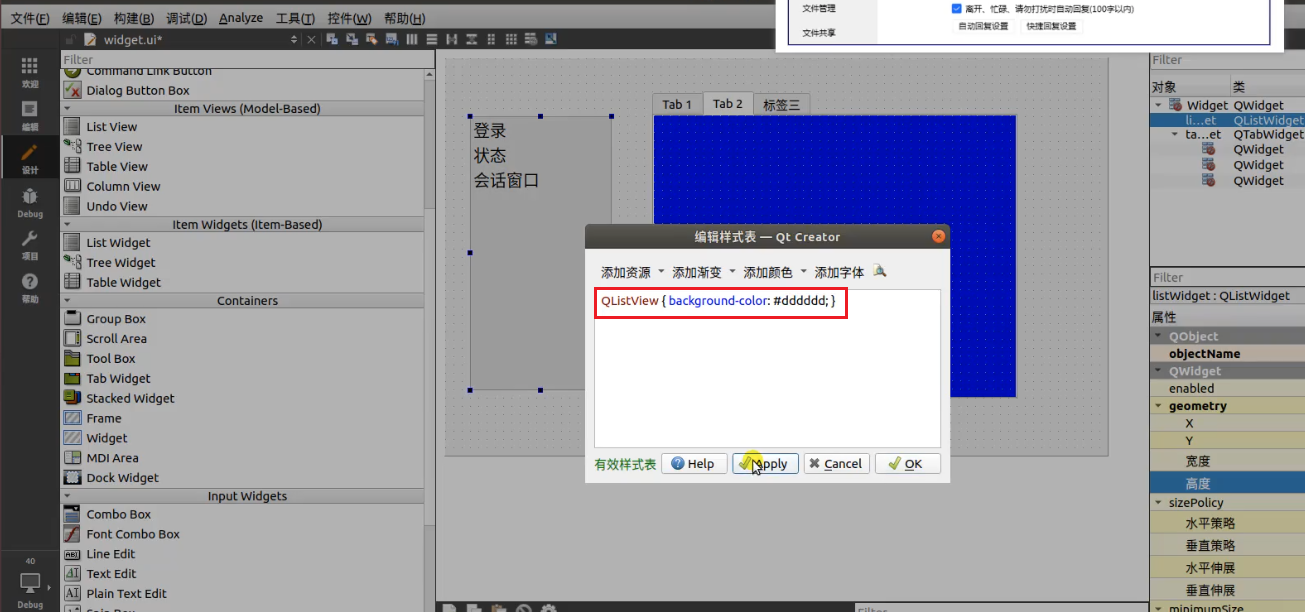 文件(F) 编辑(E) 构建(B) 调试(D) Analyze 工具(T) 控件(W) 帮助(H)
文件管理
离开、忙碌、请勿打扰时自动回复(100字以内)
自动回复设置 快捷回复设置
文件共享
widget.ui*
欢迎
编辑
设计
Debug
项目
帮助
40
Debug
Filter
Command Link Button
Dialog Button Box
Item Views (Model-Based)
List View
Tree View
Table View
Column View
Undo View
Item Widgets (Item-Based)
List Widget
Tree Widget
Table Widget
Containers
Group Box
Scroll Area
Tool Box
Tab Widget
Stacked Widget
Frame
Widget
MDI Area
Dock Widget
Input Widgets
Combo Box
Font Combo Box
Line Edit
Text Edit
Plain Text Edit
Spin Box
登录
状态
会话窗口
Tab 1 Tab 2 标签三
编辑样式表 — Qt Creator
添加资源 添加渐变 添加颜色 添加字体
QListView { background-color: #dddddd; }
有效样式表 Help Apply Cancel OK
Filter
Filter
对象 类
Widget QWidget
li...et QListWidget
ta...et QTabWidget
QWidget
QWidget
QWidget
Filter
listWidget : QListWidget
属性
QObject
objectName
QWidget
enabled
geometry
X
Y
宽度
高度
sizePolicy
水平策略
垂直策略
水平伸展
垂直伸展
minimumSize